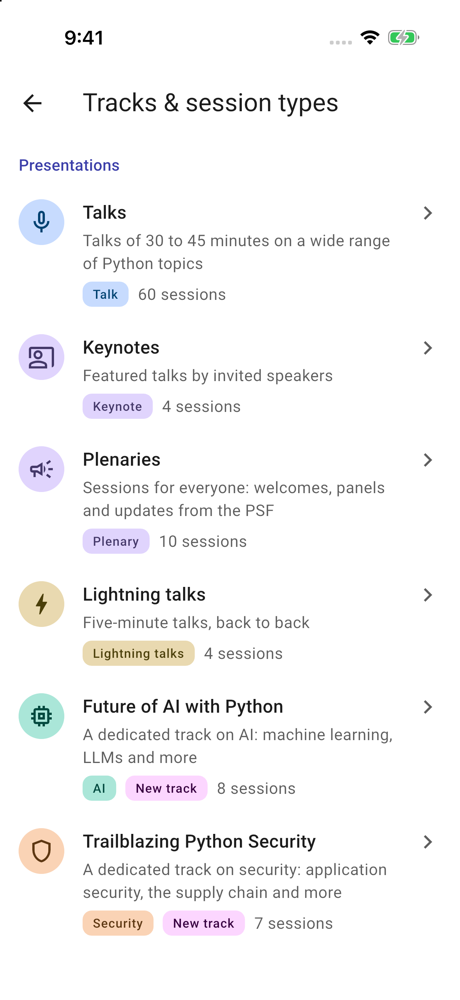 9:41
Tracks & session types
Presentations
Talks
Talks of 30 to 45 minutes on a wide range
of Python topics
Talk 60 sessions
Keynotes
Featured talks by invited speakers
Keynote 4 sessions
Plenaries
Sessions for everyone: welcomes, panels
and updates from the PSF
Plenary 10 sessions
Lightning talks
Five-minute talks, back to back
Lightning talks 4 sessions
Future of AI with Python
A dedicated track on AI: machine learning,
LLMs and more
AI New track 8 sessions
Trailblazing Python Security
A dedicated track on security: application
security, the supply chain and more
Security New track 7 sessions